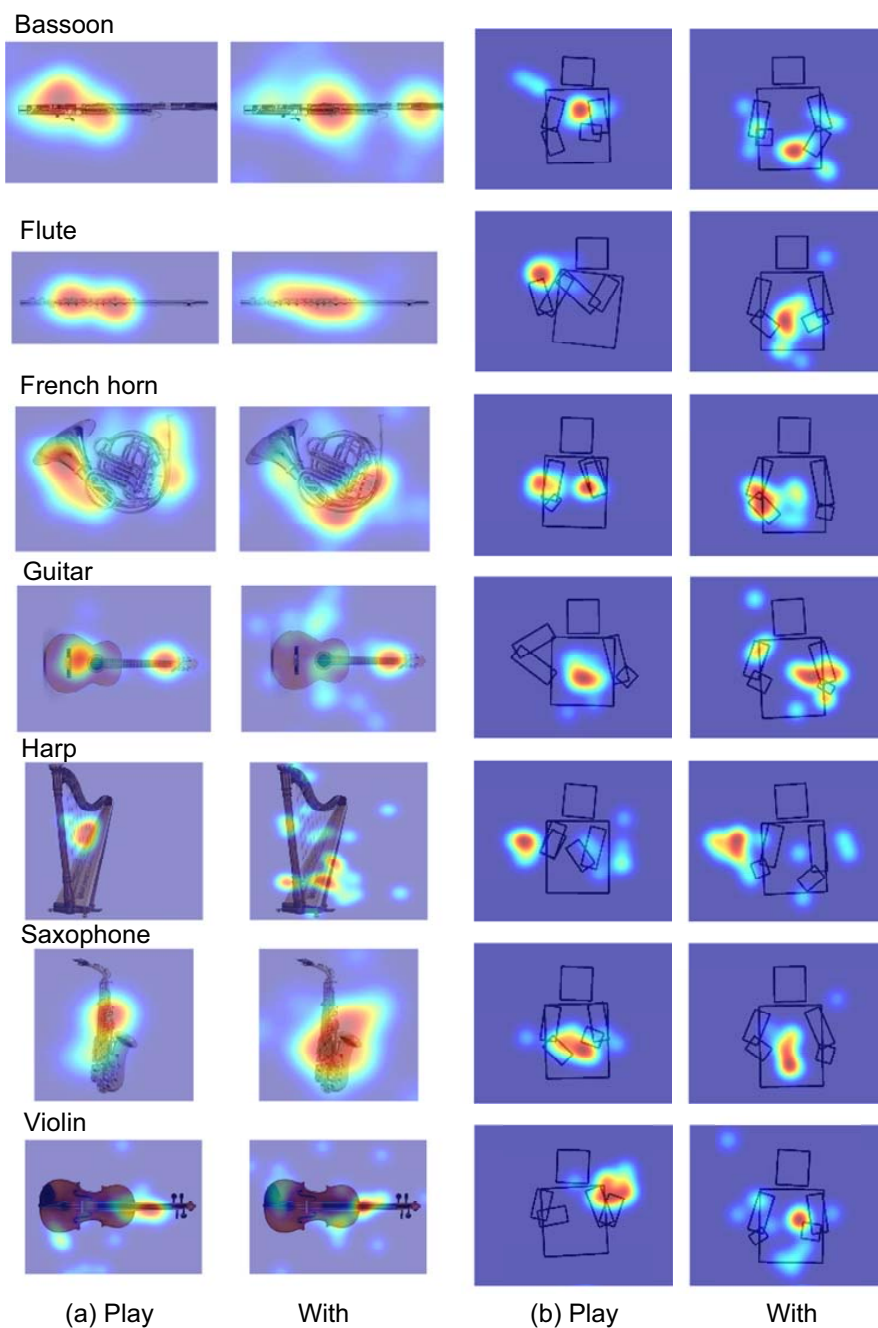 Bassoon
Flute
French horn
Guitar
Harp
Saxophone
Violin
(a) Play With (b) Play With